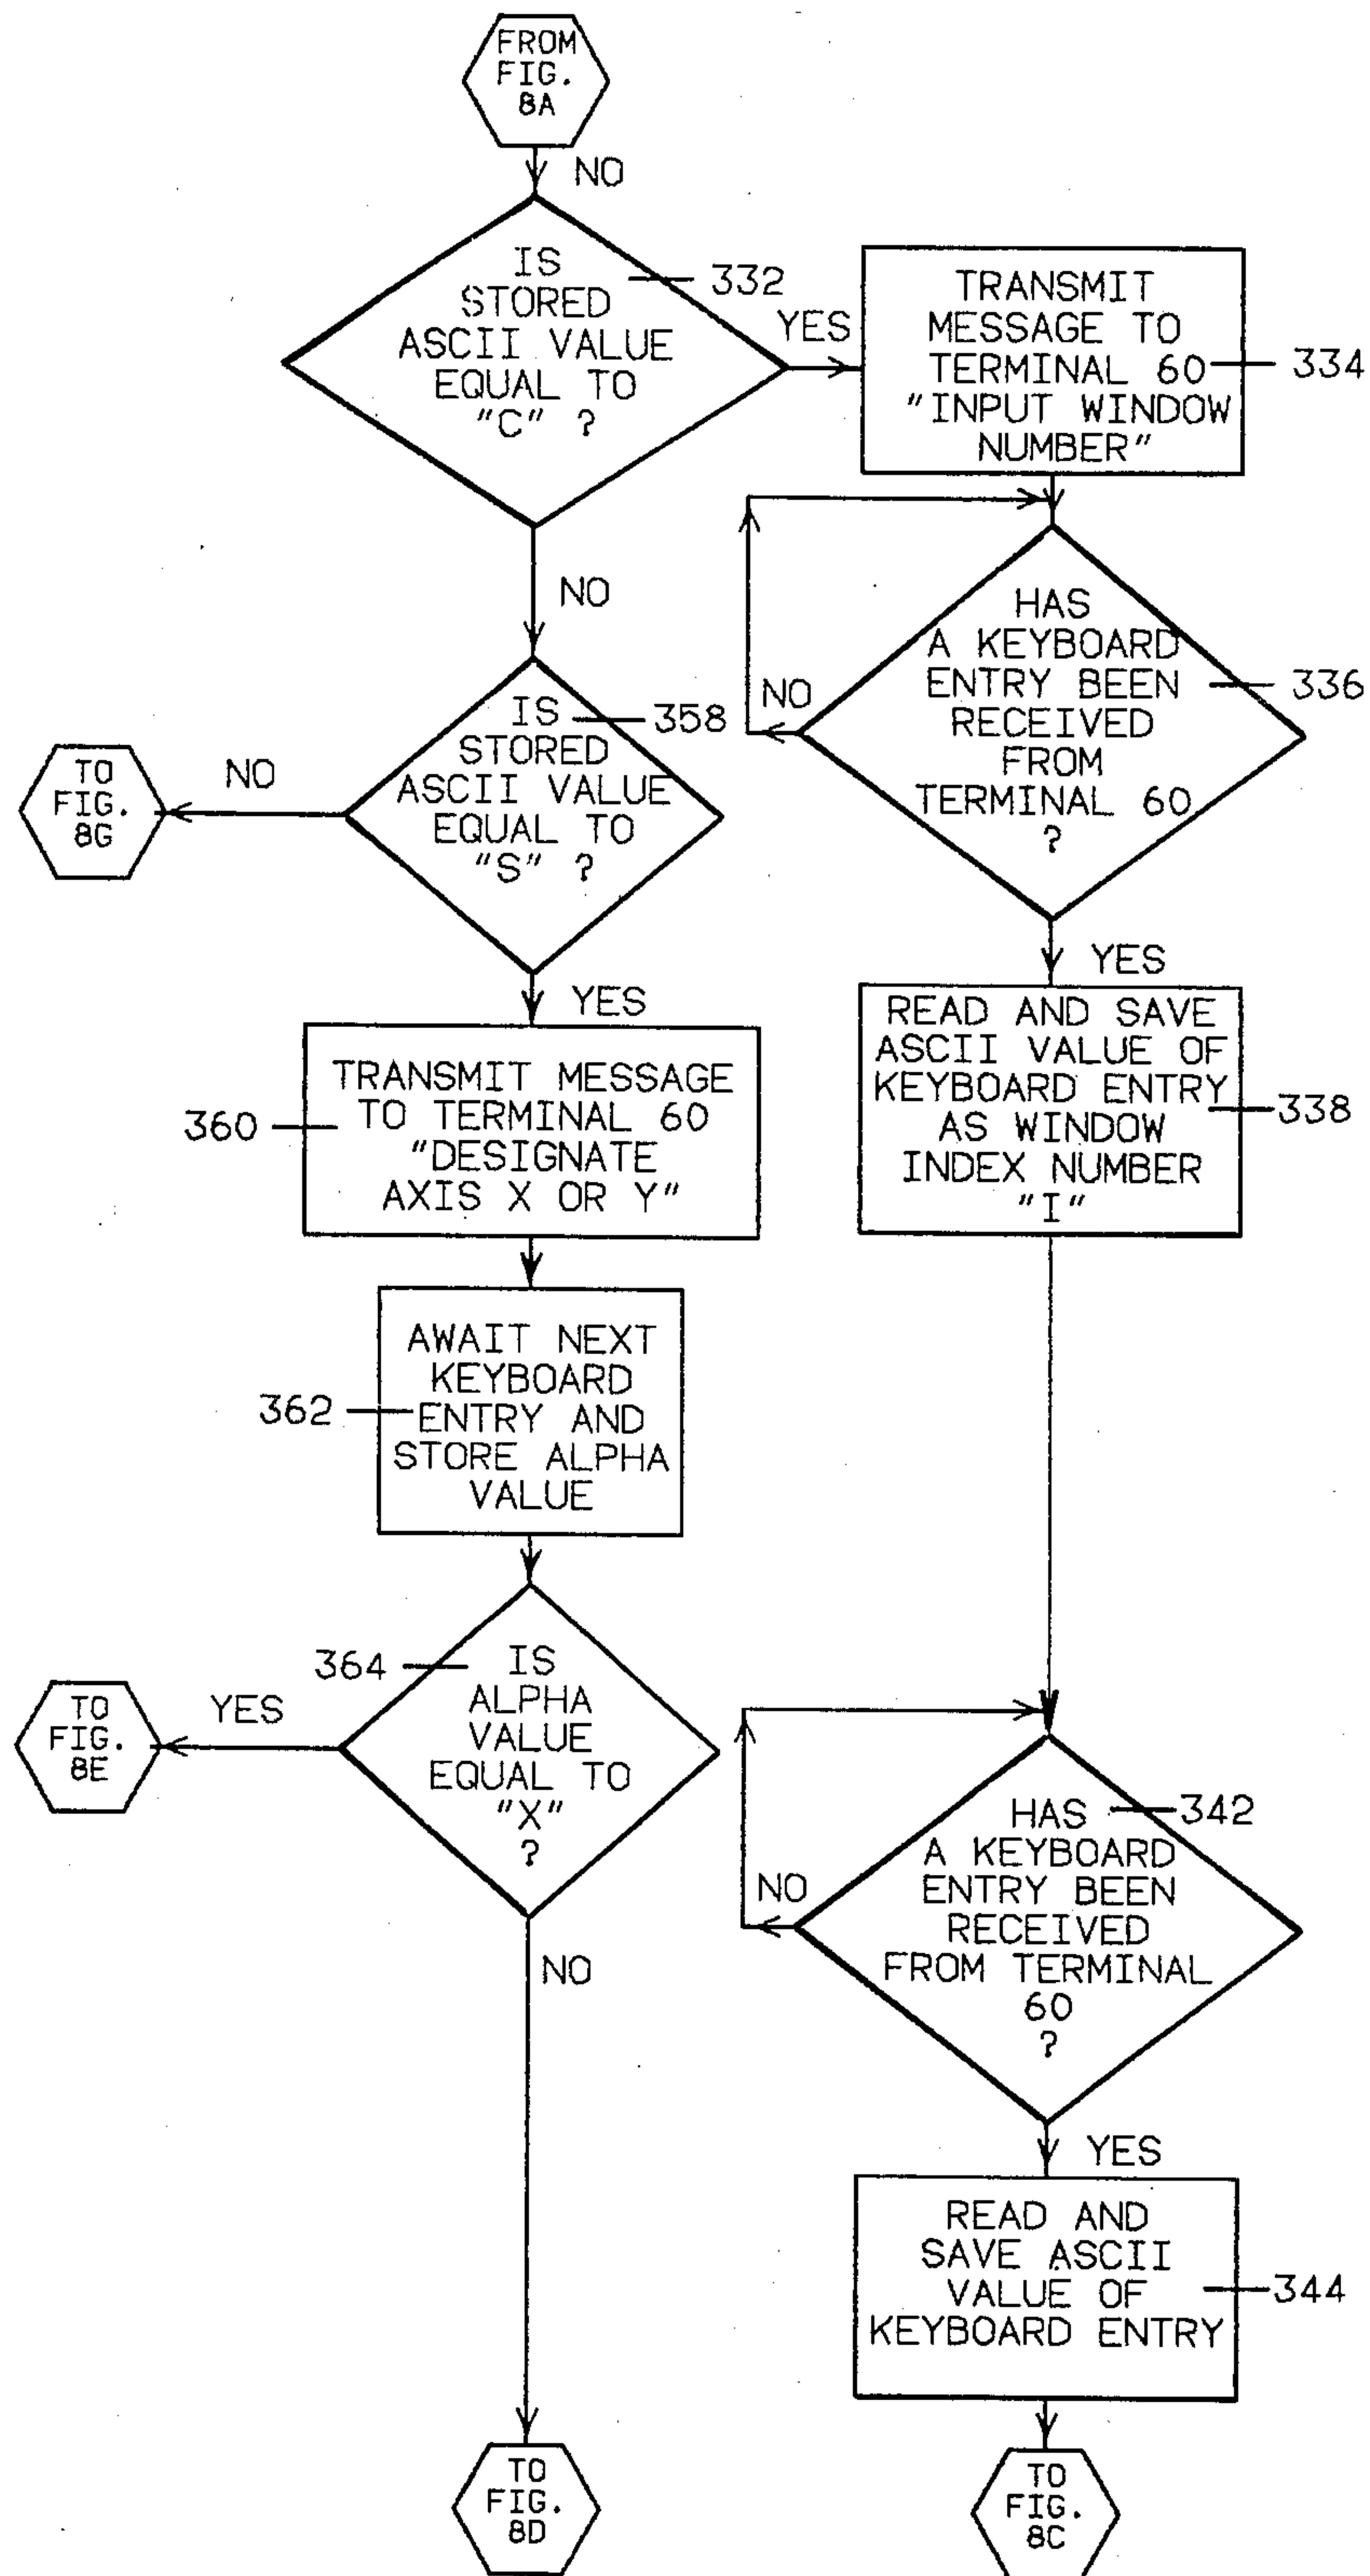 FROM
FIG.
8A
NO
IS
STORED
ASCII VALUE
EQUAL TO
"C" ?
332
YES
TRANSMIT
MESSAGE TO
TERMINAL 60
"INPUT WINDOW
NUMBER"
334
NO
HAS
A KEYBOARD
ENTRY BEEN
RECEIVED
FROM
TERMINAL 60
?
336
NO
IS
STORED
ASCII VALUE
EQUAL TO
"S" ?
358
NO
TO
FIG.
8G
YES
YES
READ AND SAVE
ASCII VALUE OF
KEYBOARD ENTRY
AS WINDOW
INDEX NUMBER
"I"
338
TRANSMIT MESSAGE
TO TERMINAL 60
"DESIGNATE
AXIS X OR Y"
360
AWAIT NEXT
KEYBOARD
ENTRY AND
STORE ALPHA
VALUE
362
364
IS
ALPHA
VALUE
EQUAL TO
"X"
?
YES
TO
FIG.
8E
NO
HAS
A KEYBOARD
ENTRY BEEN
RECEIVED
FROM TERMINAL
60
?
342
NO
YES
READ AND
SAVE ASCII
VALUE OF
KEYBOARD ENTRY
344
TO
FIG.
8D
TO
FIG.
8C